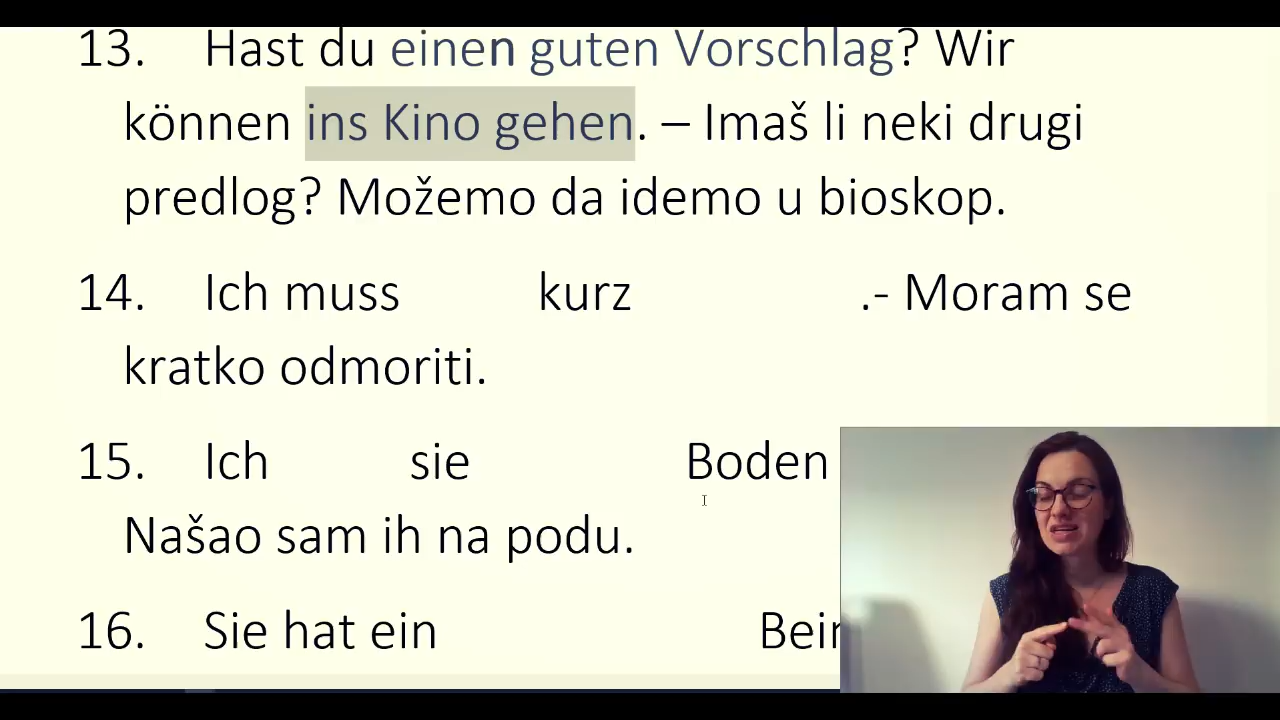 13. Hast du einen guten Vorschlag? Wir
können ins Kino gehen. – Imaš li neki drugi
predlog? Možemo da idemo u bioskop.
14. Ich muss kurz .- Moram se
kratko odmoriti.
15. Ich sie Boden
Našao sam ih na podu.
16. Sie hat ein